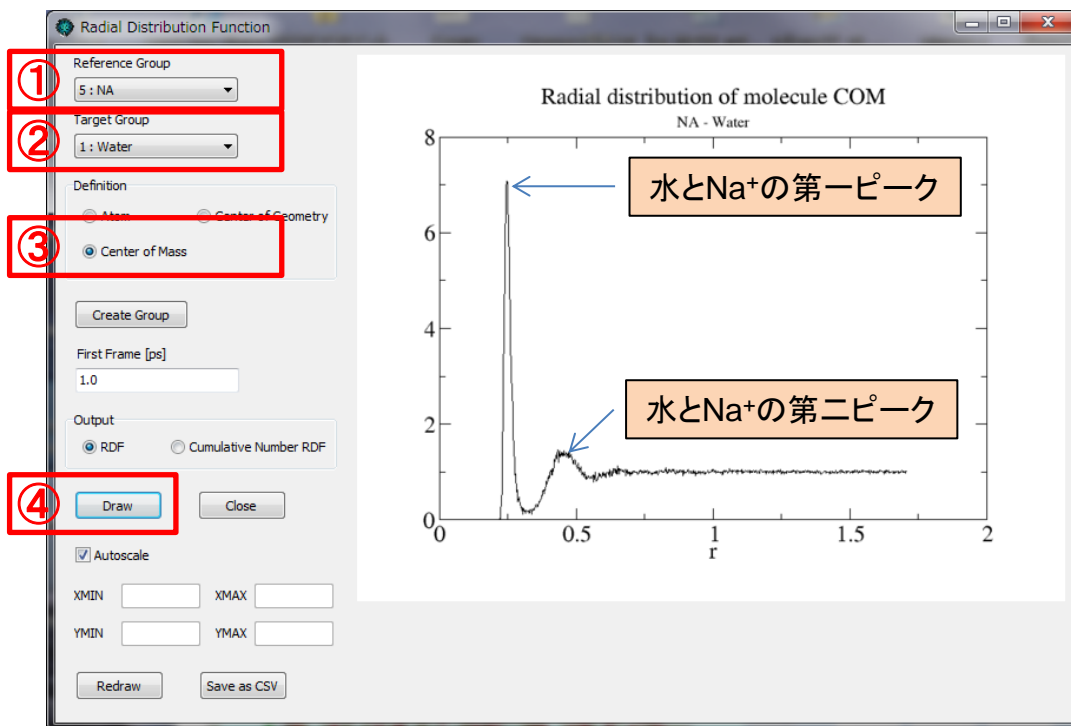 Radial Distribution Function
①
Reference Group
5 : NA
②
Target Group
1 : Water
Definition
Atom
Center of Geometry
③
Center of Mass
Create Group
First Frame [ps]
1.0
Output
RDF
Cumulative Number RDF
④
Draw
Close
Autoscale
XMIN
XMAX
YMIN
YMAX
Redraw
Save as CSV
Radial distribution of molecule COM
NA - Water
8
6
4
2
0
0
0.5
1
1.5
2
r
水とNa⁺の第一ピーク
水とNa⁺の第二ピーク